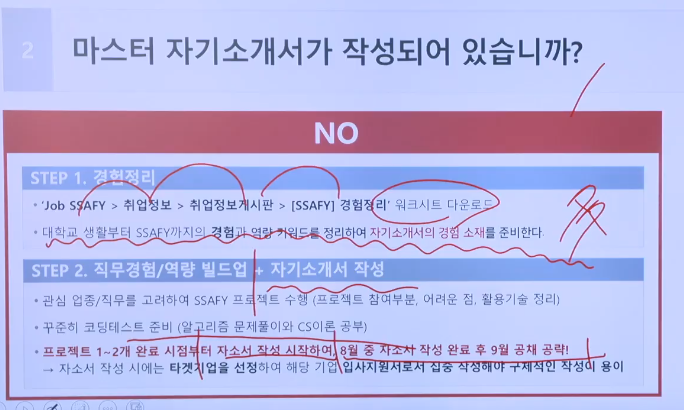 2
마스터 자기소개서가 작성되어 있습니까?
NO
STEP 1. 경험정리
• 'Job SSAFY > 취업정보 > 취업정보게시판 > [SSAFY] 경험정리' 워크시트 다운로드
• 대학교 생활부터 SSAFY까지의 경험과 역량 키워드를 정리하여 자기소개서의 경험 소재를 준비한다.
STEP 2. 직무경험/역량 빌드업 + 자기소개서 작성
• 관심 업종/직무를 고려하여 SSAFY 프로젝트 수행 (프로젝트 참여부분, 어려운 점, 활용기술 정리)
• 꾸준히 코딩테스트 준비 (알고리즘 문제풀이와 CS이론 공부)
• 프로젝트 1~2개 완료 시점부터 자소서 작성 시작하여, 8월 중 자소서 작성 완료 후 9월 공채 공략!
→ 자소서 작성 시에는 타겟기업을 선정하여 해당 기업 입사지원서로서 집중 작성해야 구체적인 작성이 용이